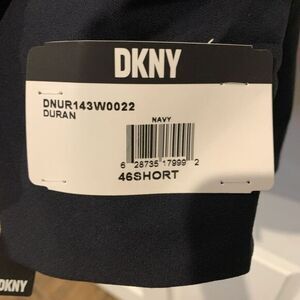 DKNY
DNUR143W0022
DURAN
NAVY
6 28735 17999 2
46SHORT
DKNY